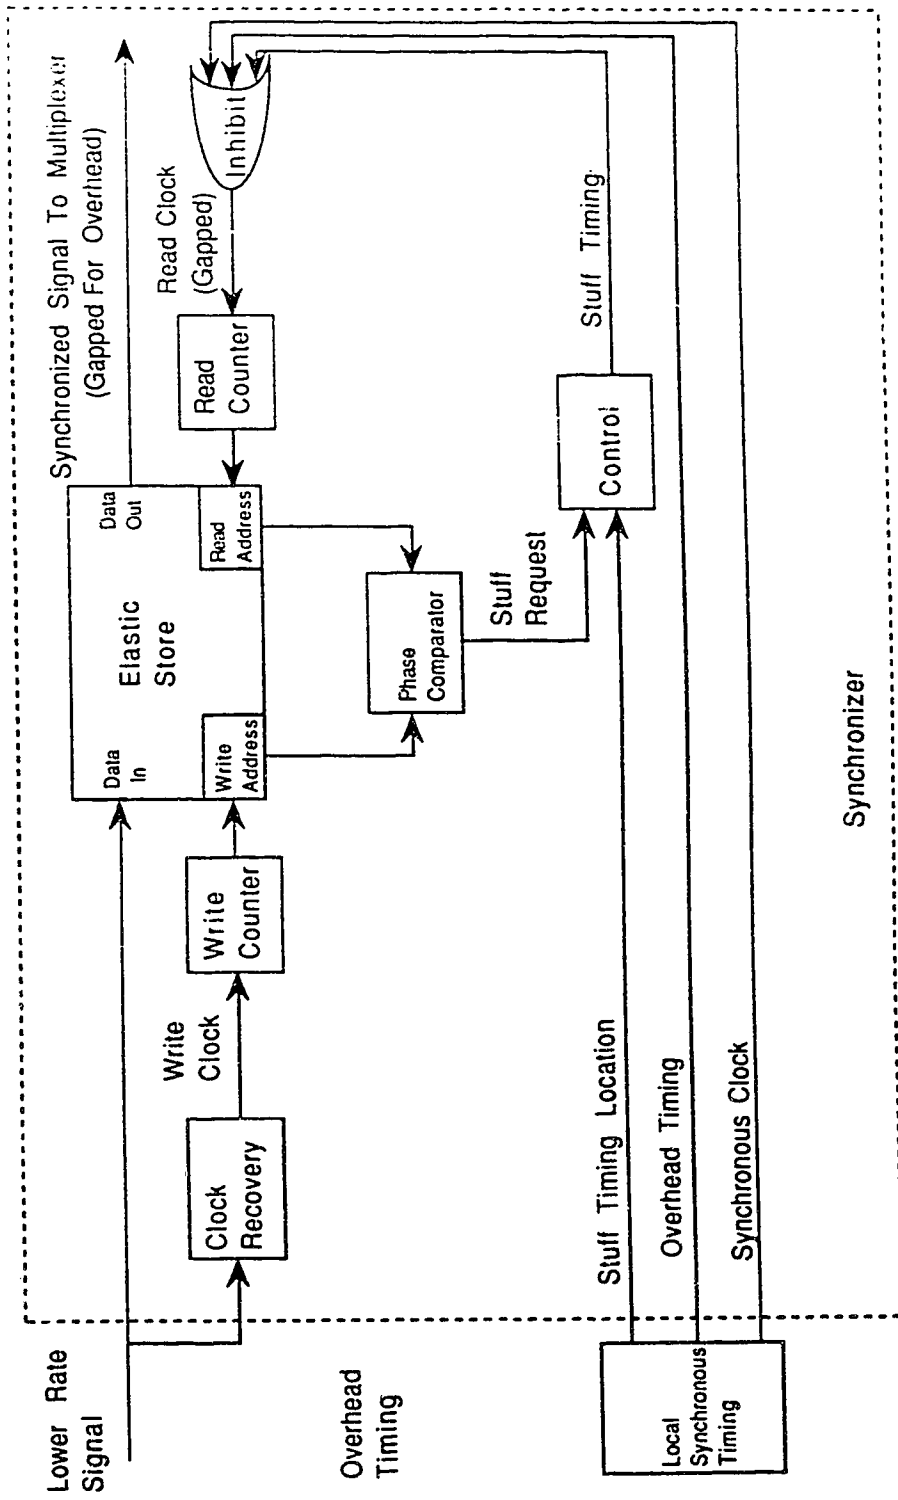 Synchronized Signal To Multiplexer
(Gapped For Overhead)
Lower Rate
Signal
Data
In
Elastic
Store
Data
Out
Write
Address
Read
Address
Clock
Recovery
Write
Clock
Write
Counter
Read
Counter
Read Clock
(Gapped)
Inhibit
Phase
Comparator
Stuff
Request
Overhead
Timing
Control
Stuff Timing
Stuff Timing Location
Overhead Timing
Synchronous Clock
Local
Synchronous
Timing
Synchronizer